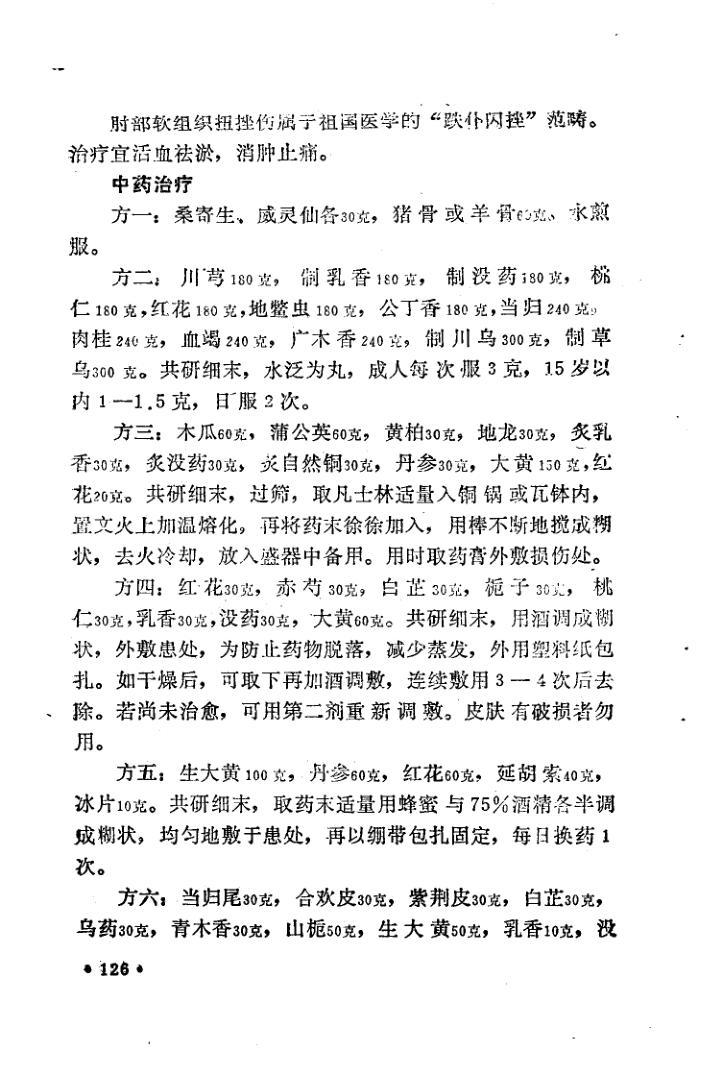 肘部软组织扭挫伤属于祖国医学的“跌仆闪挫”范畴。
治疗宜活血祛淤，消肿止痛。
中药治疗
方一：桑寄生、威灵仙各30克，猪骨或羊骨60克、水煎
服。
方二：川芎180克，制乳香180克，制没药180克，桃
仁180克，红花180克，地鳖虫180克，公丁香180克，当归240克，
肉桂240克，血竭240克，广木香240克，制川乌300克，制草
乌300克。共研细末，水泛为丸，成人每次服3克，15岁以
内1—1.5克，日服2次。
方三：木瓜60克，蒲公英60克，黄柏30克，地龙30克，炙乳
香30克，炙没药30克，炙自然铜30克，丹参30克，大黄150克，红
花20克。共研细末，过筛，取凡士林适量入铜锅或瓦钵内，
置文火上加温熔化，再将药末徐徐加入，用棒不断地搅成糊
状，去火冷却，放入盛器中备用。用时取药膏外敷损伤处。
方四：红花30克，赤芍30克，白芷30克，栀子30克，桃
仁30克，乳香30克，没药30克，大黄60克。共研细末，用酒调成糊
状，外敷患处，为防止药物脱落，减少蒸发，外用塑料纸包
扎。如干燥后，可取下再加酒调敷，连续敷用3—4次后去
除。若尚未治愈，可用第二剂重新调敷。皮肤有破损者勿
用。
方五：生大黄100克，丹参60克，红花60克，延胡索40克，
冰片10克。共研细末，取药末适量用蜂蜜与75%酒精各半调
成糊状，均匀地敷于患处，再以绷带包扎固定，每日换药1
次。
方六：当归尾30克，合欢皮30克，紫荆皮30克，白芷30克，
乌药30克，青木香30克，山栀50克，生大黄50克，乳香10克，没
•126•